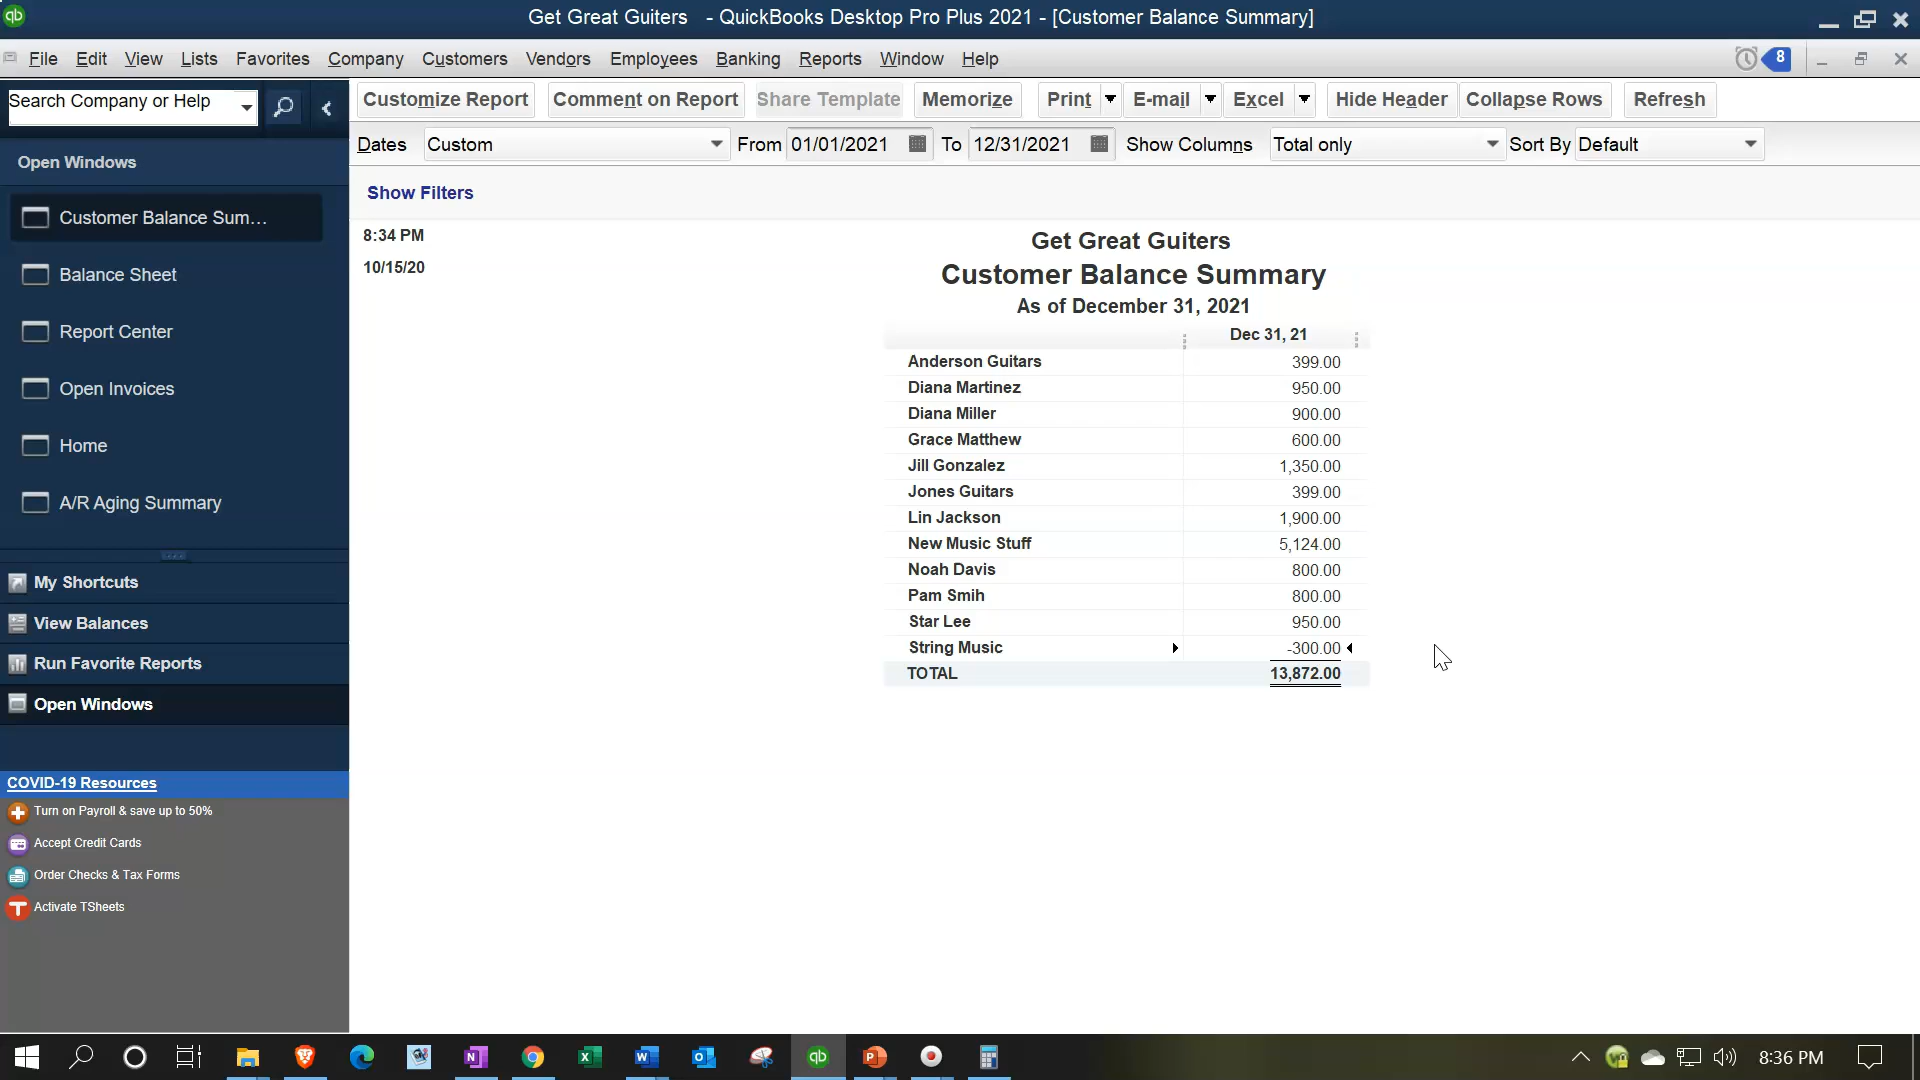 Get Great Guiters - QuickBooks Desktop Pro Plus 2021 - [Customer Balance Summary]
File Edit View Lists Favorites Company Customers Vendors Employees Banking Reports Window Help 8
Search Company or Help
Customize Report Comment on Report Share Template Memorize Print E-mail Excel Hide Header Collapse Rows Refresh
Dates Custom From 01/01/2021 To 12/31/2021 Show Columns Total only Sort By Default
Show Filters
Open Windows
Customer Balance Sum...
Balance Sheet
Report Center
Open Invoices
Home
A/R Aging Summary
My Shortcuts
View Balances
Run Favorite Reports
Open Windows
COVID-19 Resources
Turn on Payroll & save up to 50%
Accept Credit Cards
Order Checks & Tax Forms
Activate TSheets
8:34 PM
10/15/20
Get Great Guiters
Customer Balance Summary
As of December 31, 2021
Dec 31, 21
Anderson Guitars 399.00
Diana Martinez 950.00
Diana Miller 900.00
Grace Matthew 600.00
Jill Gonzalez 1,350.00
Jones Guitars 399.00
Lin Jackson 1,900.00
New Music Stuff 5,124.00
Noah Davis 800.00
Pam Smih 800.00
Star Lee 950.00
String Music -300.00
TOTAL 13,872.00
8:36 PM